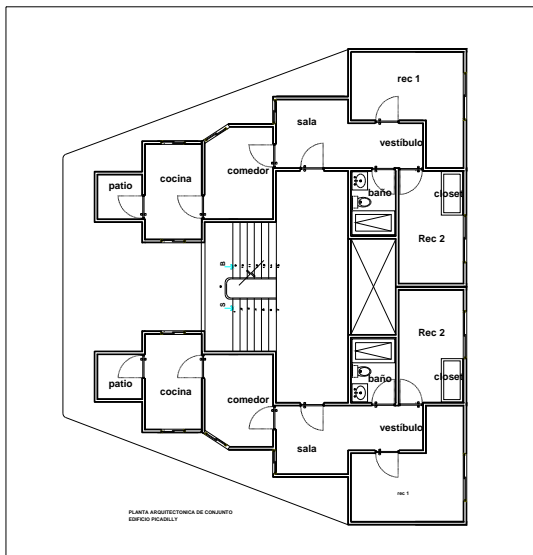 rec 1
sala
vestíbulo
comedor
cocina
patio
baño
closet
Rec 2
B
S
Rec 2
closet
baño
patio
cocina
comedor
vestíbulo
sala
rec 1
PLANTA ARQUITECTONICA DE CONJUNTO
EDIFICIO PICADILLY